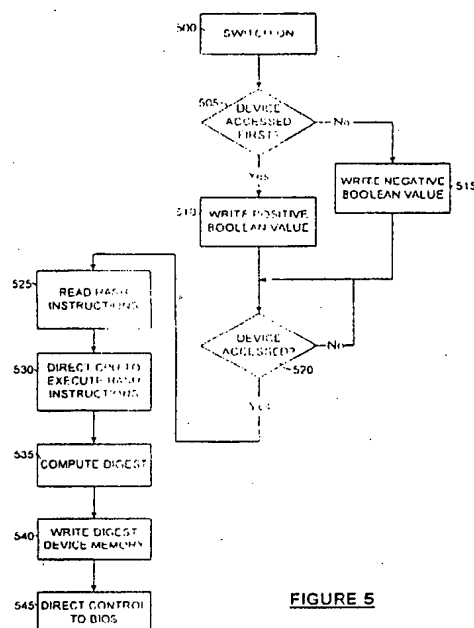 500
SWITCH ON
505
DEVICE
ACCESSED
FIRST?
No
Yes
510
WRITE POSITIVE
BOOLEAN VALUE
WRITE NEGATIVE
BOOLEAN VALUE
515
DEVICE
ACCESSED?
No
520
Yes
525
READ HASH
INSTRUCTIONS
530
DIRECT CPU TO
EXECUTE HASH
INSTRUCTIONS
535
COMPUTE DIGEST
540
WRITE DIGEST
DEVICE MEMORY
545
DIRECT CONTROL
TO BIOS
FIGURE 5